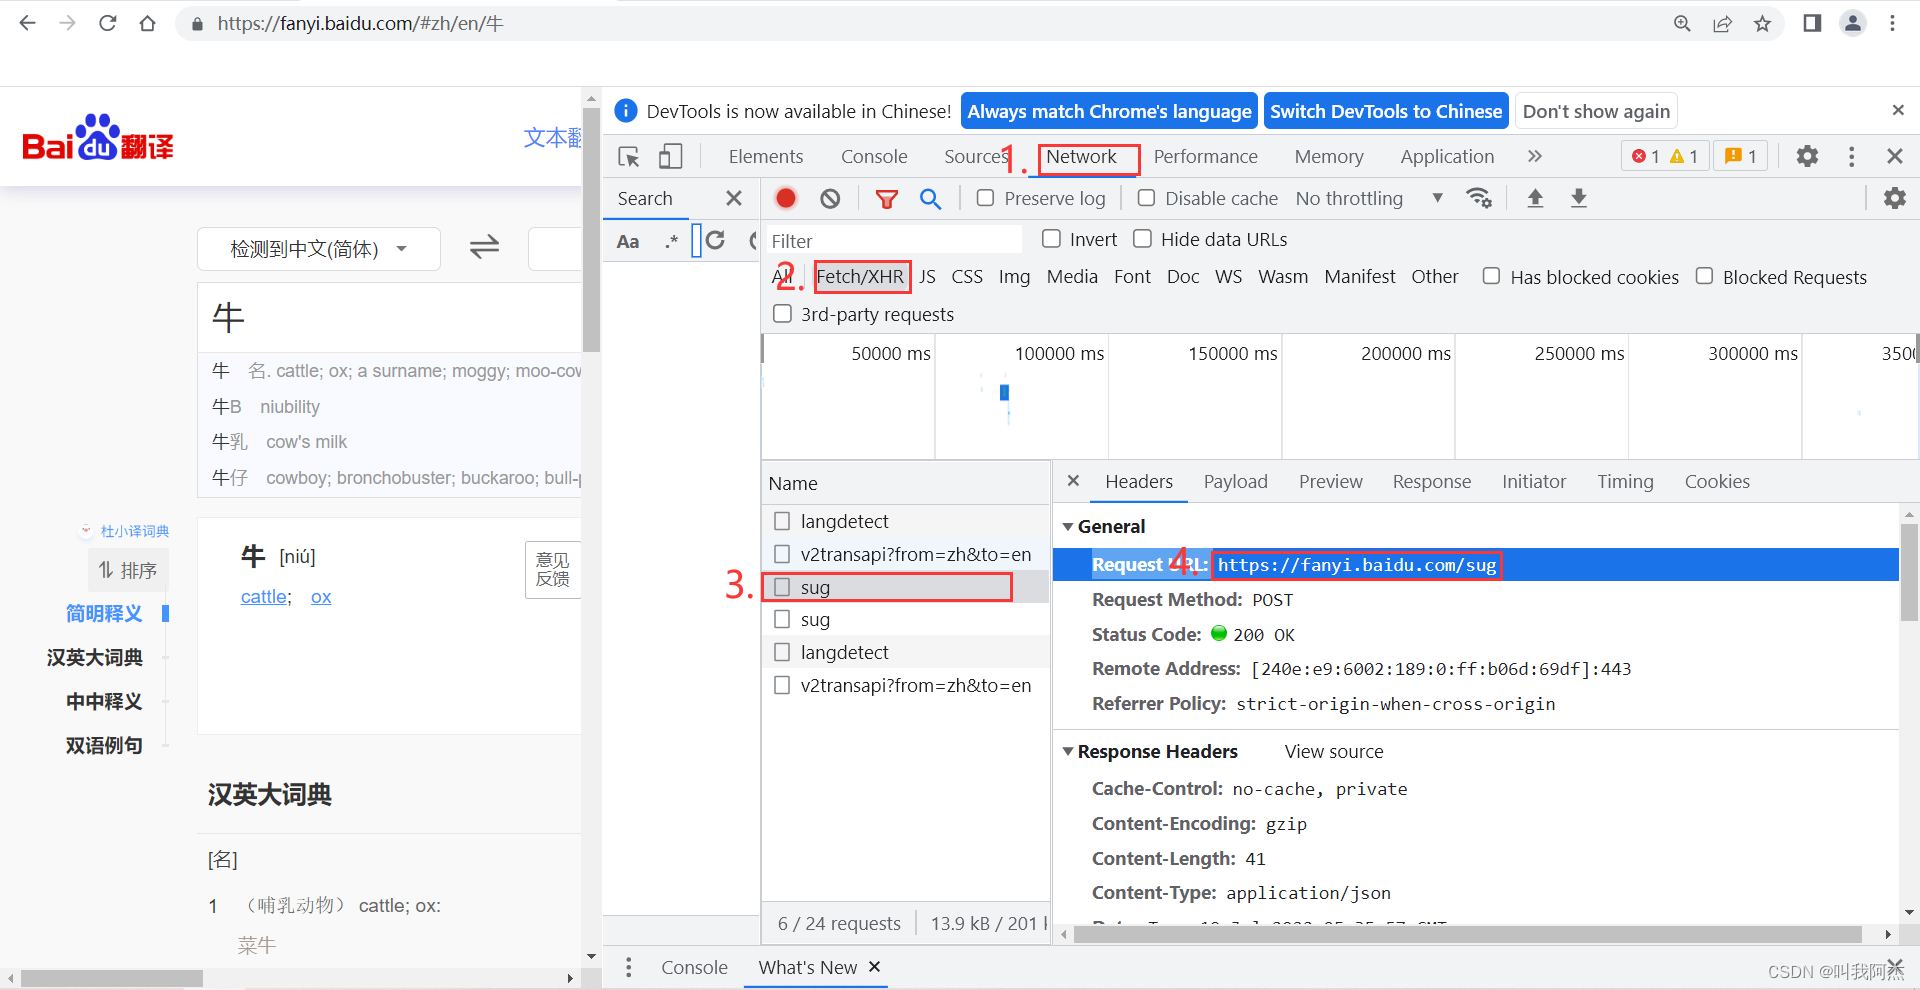 https://fanyi.baidu.com/#zh/en/牛
Bai du 翻译
文本翻
检测到中文(简体)
牛
牛 名. cattle; ox; a surname; moggy; moo-cow
牛B niubility
牛乳 cow's milk
牛仔 cowboy; bronchobuster; buckaroo; bull-p
杜小译词典
排序
简明释义
汉英大词典
中中释义
双语例句
牛 [niú]
意见
反馈
cattle; ox
汉英大词典
[名]
1 （哺乳动物） cattle; ox:
菜牛
DevTools is now available in Chinese! Always match Chrome's language Switch DevTools to Chinese Don't show again
Elements Console Sources 1. Network Performance Memory Application 1 1 1
Search
Aa .*
Preserve log Disable cache No throttling
Filter Invert Hide data URLs
All 2. Fetch/XHR JS CSS Img Media Font Doc WS Wasm Manifest Other Has blocked cookies Blocked Requests
3rd-party requests
50000 ms 100000 ms 150000 ms 200000 ms 250000 ms 300000 ms 350
Name
langdetect
v2transapi?from=zh&to=en
3. sug
sug
langdetect
v2transapi?from=zh&to=en
6 / 24 requests 13.9 kB / 201
Headers Payload Preview Response Initiator Timing Cookies
General
Request URL: 4. https://fanyi.baidu.com/sug
Request Method: POST
Status Code: 200 OK
Remote Address: [240e:e9:6002:189:0:ff:b06d:69df]:443
Referrer Policy: strict-origin-when-cross-origin
Response Headers View source
Cache-Control: no-cache, private
Content-Encoding: gzip
Content-Length: 41
Content-Type: application/json
Console What's New
CSDN @叫我阿杰